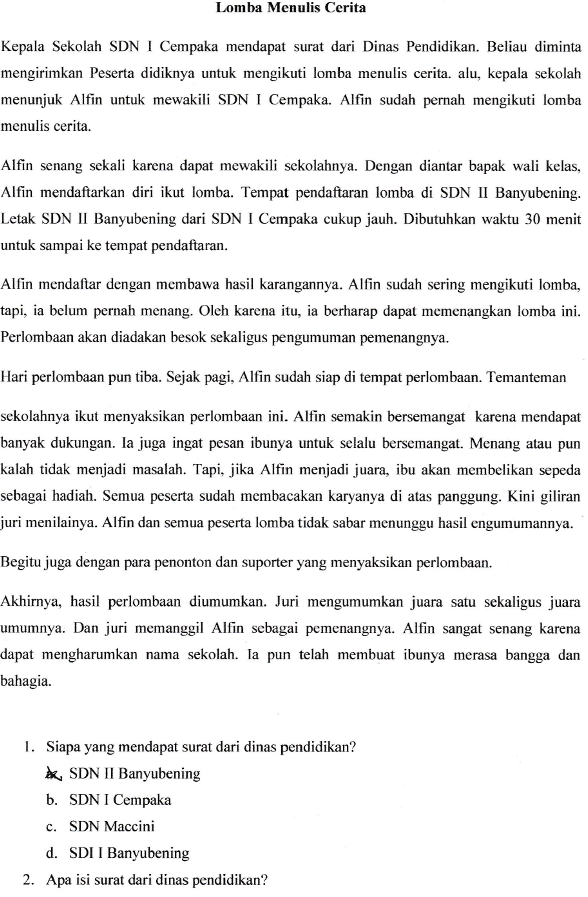 Lomba Menulis Cerita
Kepala Sekolah SDN I Cempaka mendapat surat dari Dinas Pendidikan. Beliau diminta
mengirimkan Peserta didiknya untuk mengikuti lomba menulis cerita. alu, kepala sekolah
menunjuk Alfin untuk mewakili SDN I Cempaka. Alfin sudah pernah mengikuti lomba
menulis cerita.
Alfin senang sekali karena dapat mewakili sekolahnya. Dengan diantar bapak wali kelas,
Alfin mendaftarkan diri ikut lomba. Tempat pendaftaran lomba di SDN II Banyubening.
Letak SDN II Banyubening dari SDN I Cempaka cukup jauh. Dibutuhkan waktu 30 menit
untuk sampai ke tempat pendaftaran.
Alfin mendaftar dengan membawa hasil karangannya. Alfin sudah sering mengikuti lomba,
tapi, ia belum pernah menang. Oleh karena itu, ia berharap dapat memenangkan lomba ini.
Perlombaan akan diadakan besok sekaligus pengumuman pemenangnya.
Hari perlombaan pun tiba. Sejak pagi, Alfin sudah siap di tempat perlombaan. Temanteman
sekolahnya ikut menyaksikan perlombaan ini. Alfin semakin bersemangat karena mendapat
banyak dukungan. Ia juga ingat pesan ibunya untuk selalu bersemangat. Menang atau pun
kalah tidak menjadi masalah. Tapi, jika Alfin menjadi juara, ibu akan membelikan sepeda
sebagai hadiah. Semua peserta sudah membacakan karyanya di atas panggung. Kini giliran
juri menilainya. Alfin dan semua peserta lomba tidak sabar menunggu hasil engumumannya.
Begitu juga dengan para penonton dan suporter yang menyaksikan perlombaan.
Akhirnya, hasil perlombaan diumumkan. Juri mengumumkan juara satu sekaligus juara
umumnya. Dan juri memanggil Alfin sebagai pemenangnya. Alfin sangat senang karena
dapat mengharumkan nama sekolah. Ia pun telah membuat ibunya merasa bangga dan
bahagia.
1. Siapa yang mendapat surat dari dinas pendidikan?
a. SDN II Banyubening
b. SDN I Cempaka
c. SDN Maccini
d. SDI I Banyubening
2. Apa isi surat dari dinas pendidikan?